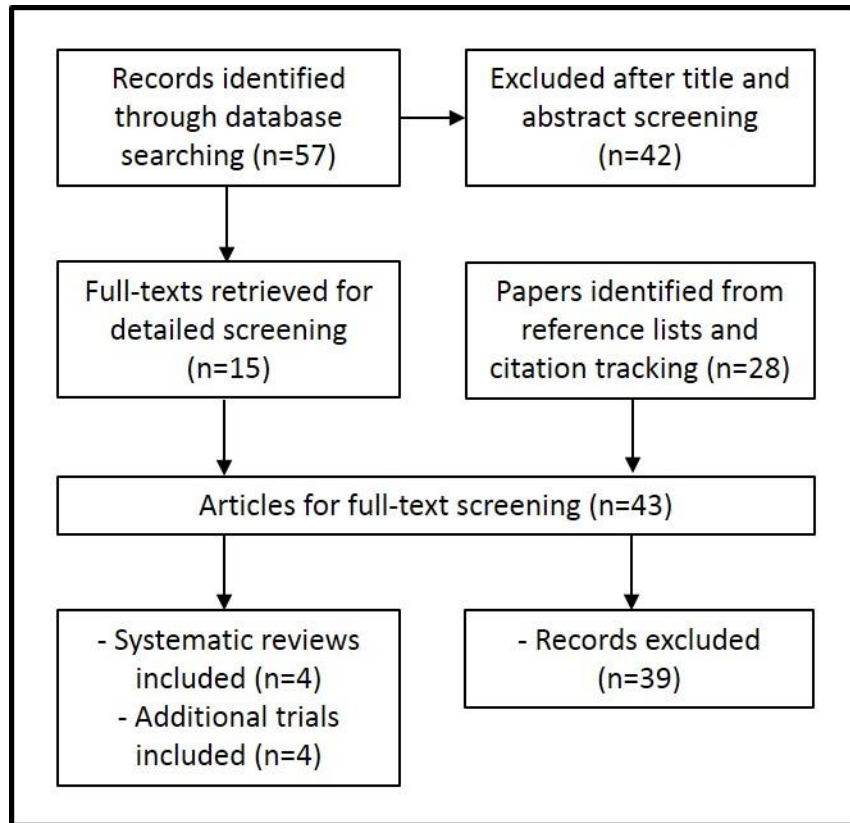 Records identified
through database
searching (n=57)
Excluded after title and
abstract screening
(n=42)
Full-texts retrieved for
detailed screening
(n=15)
Papers identified from
reference lists and
citation tracking (n=28)
Articles for full-text screening (n=43)
- Systematic reviews
included (n=4)
- Additional trials
included (n=4)
- Records excluded
(n=39)